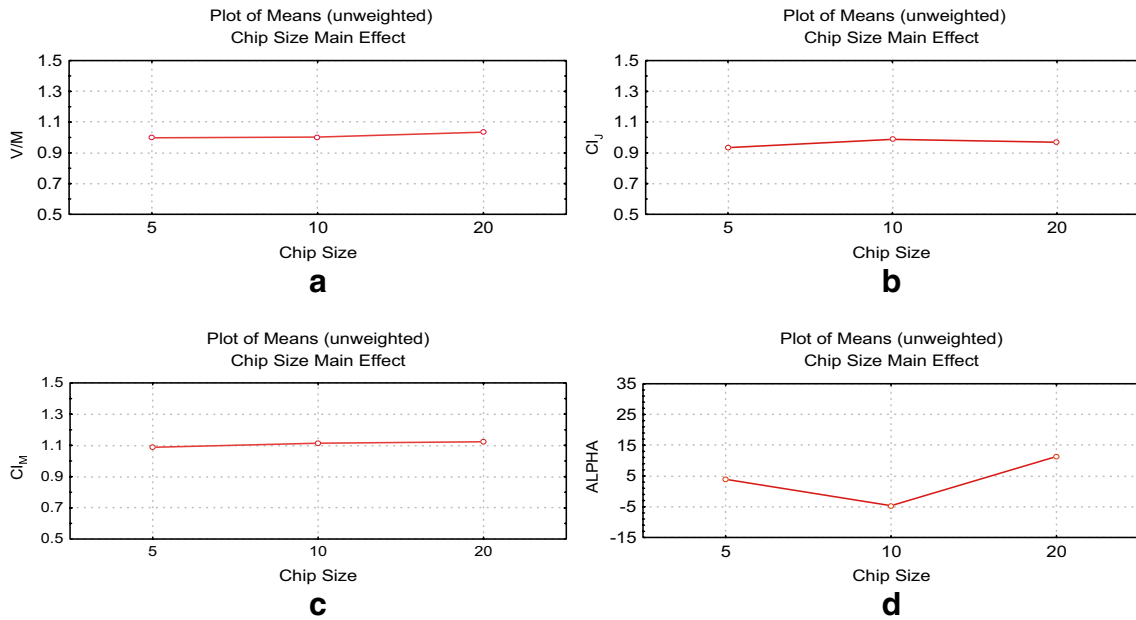 Plot of Means (unweighted)
Chip Size Main Effect
1.5
1.3
1.1
0.9
0.7
0.5
V/M
5 10 20
Chip Size
a
Plot of Means (unweighted)
Chip Size Main Effect
1.5
1.3
1.1
0.9
0.7
0.5
CI_J
5 10 20
Chip Size
b
Plot of Means (unweighted)
Chip Size Main Effect
1.5
1.3
1.1
0.9
0.7
0.5
CI_M
5 10 20
Chip Size
c
Plot of Means (unweighted)
Chip Size Main Effect
35
25
15
5
-5
-15
ALPHA
5 10 20
Chip Size
d